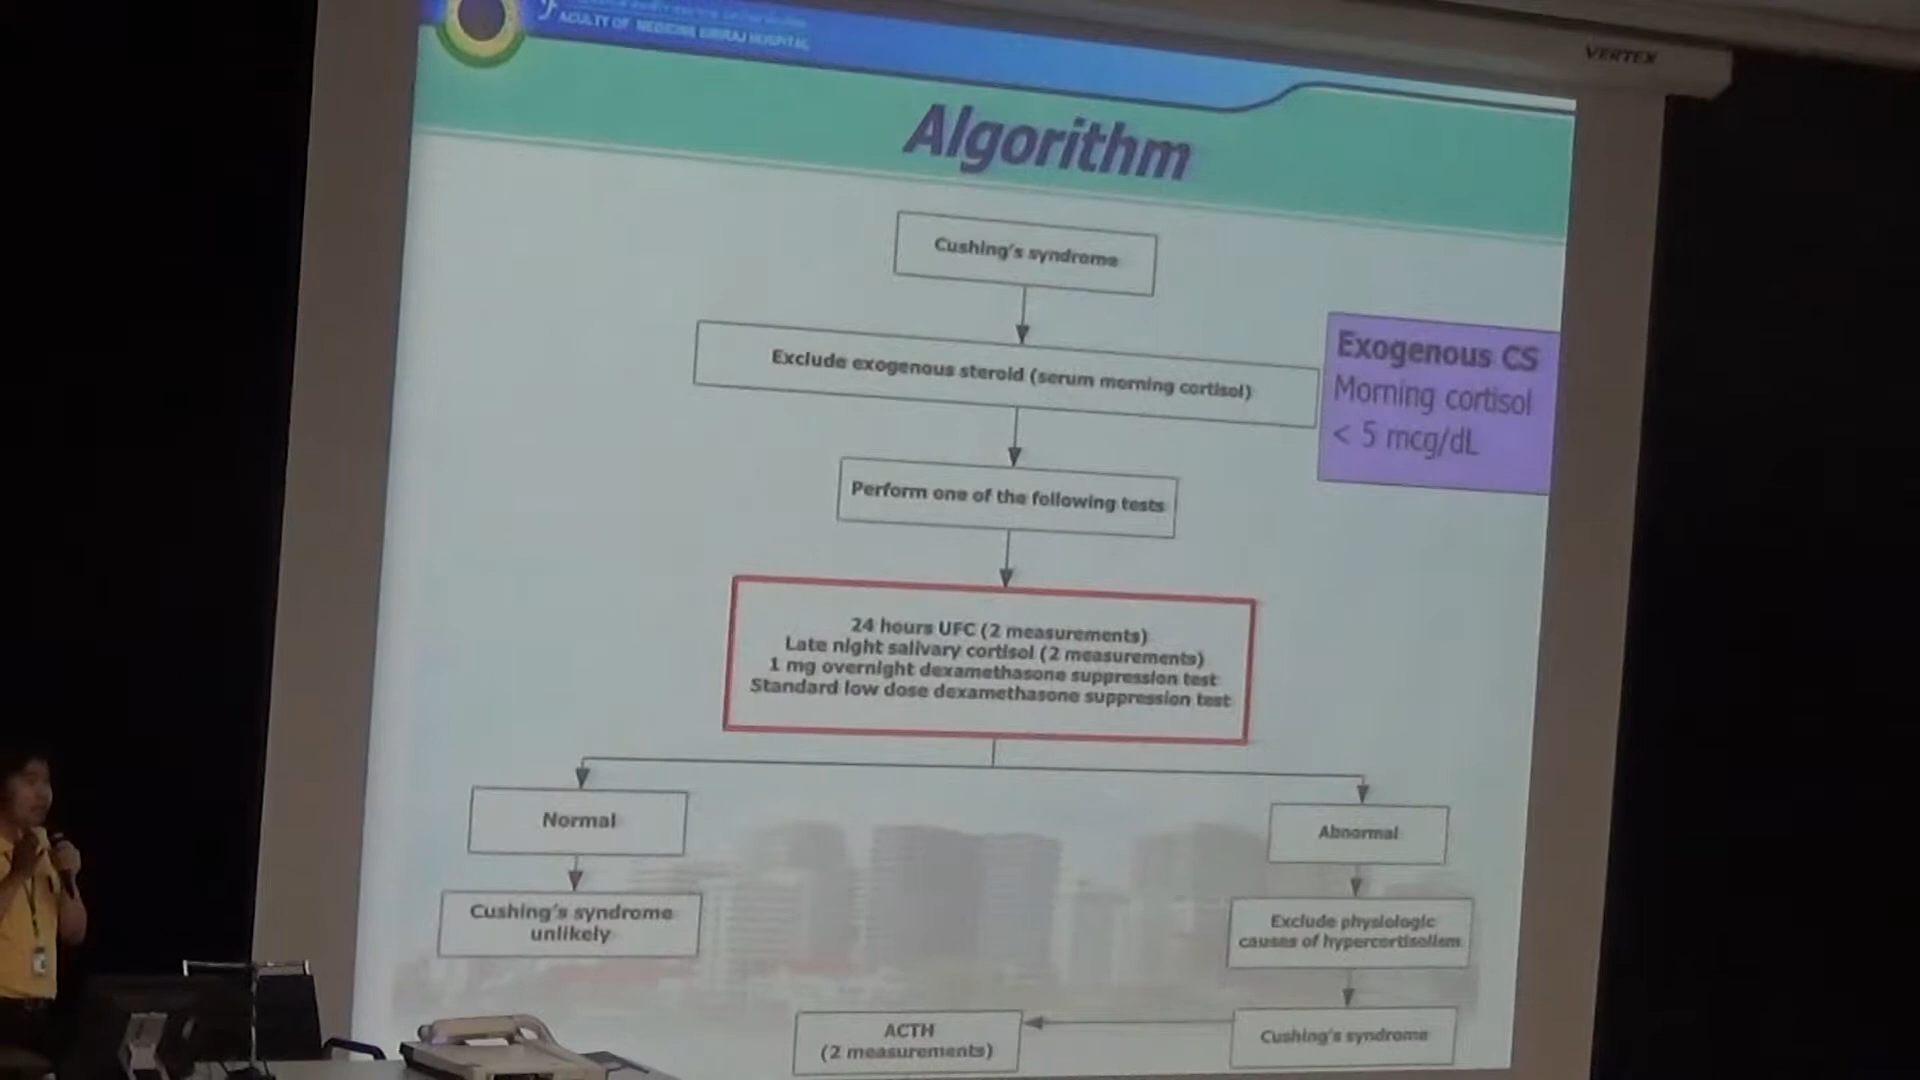 ACULTY OF MEDICINE SIRIRAJ HOSPITAL
VERTEX
Algorithm
Cushing's syndrome
Exclude exogenous steroid (serum morning cortisol)
Exogenous CS
Morning cortisol
< 5 mcg/dL
Perform one of the following tests
24 hours UFC (2 measurements)
Late night salivary cortisol (2 measurements)
1 mg overnight dexamethasone suppression test
Standard low dose dexamethasone suppression test
Normal
Abnormal
Cushing's syndrome
unlikely
Exclude physiologic
causes of hypercortisolism
Cushing's syndrome
ACTH
(2 measurements)